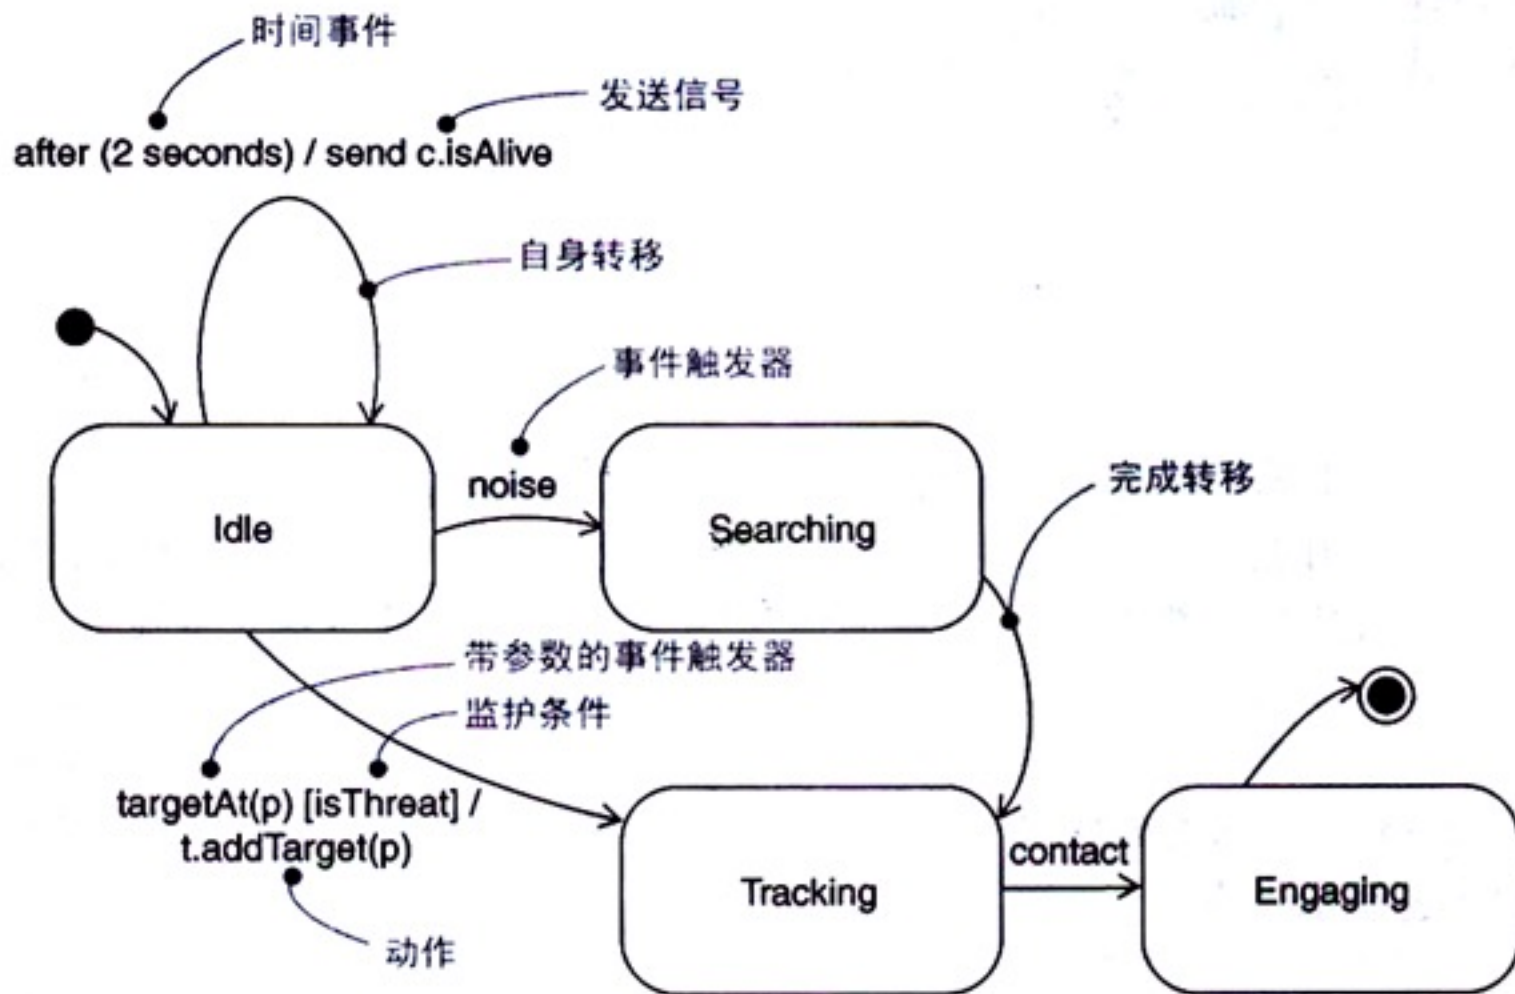 时间事件
发送信号
after (2 seconds) / send c.isAlive
自身转移
事件触发器
noise
完成转移
Idle
Searching
带参数的事件触发器
监护条件
targetAt(p) [isThreat] /
t.addTarget(p)
contact
Tracking
Engaging
动作